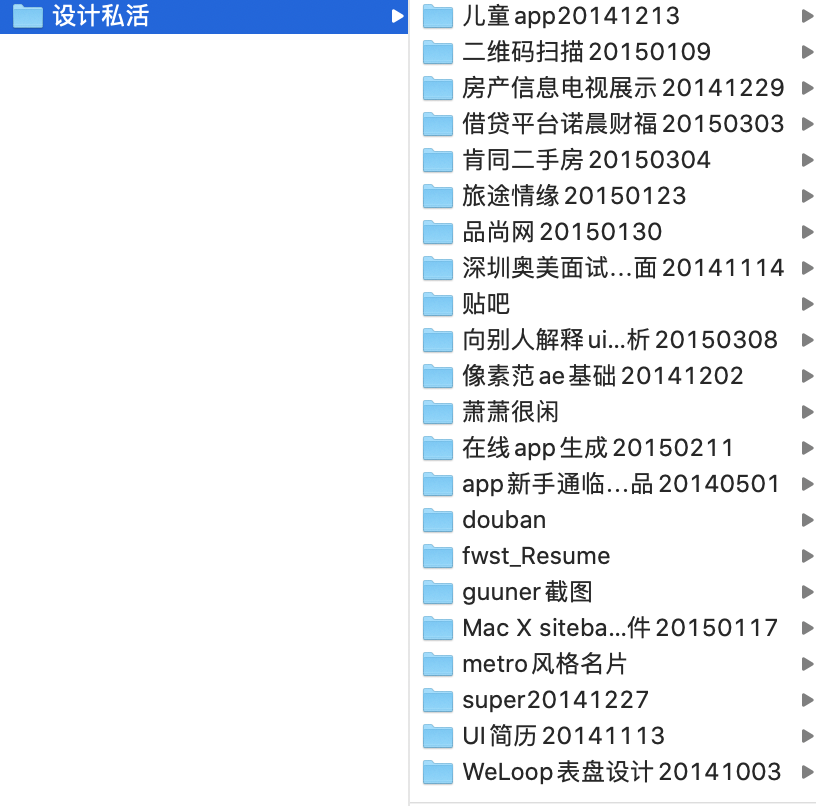 设计私活
儿童app20141213
二维码扫描20150109
房产信息电视展示20141229
借贷平台诺晨财福20150303
肯同二手房20150304
旅途情缘20150123
品尚网20150130
深圳奥美面试…面20141114
贴吧
向别人解释ui…析20150308
像素范ae基础20141202
萧萧很闲
在线app生成20150211
app新手通临…品20140501
douban
fwst_Resume
guuner截图
Mac X siteba…件20150117
metro风格名片
super20141227
UI简历20141113
WeLoop表盘设计20141003